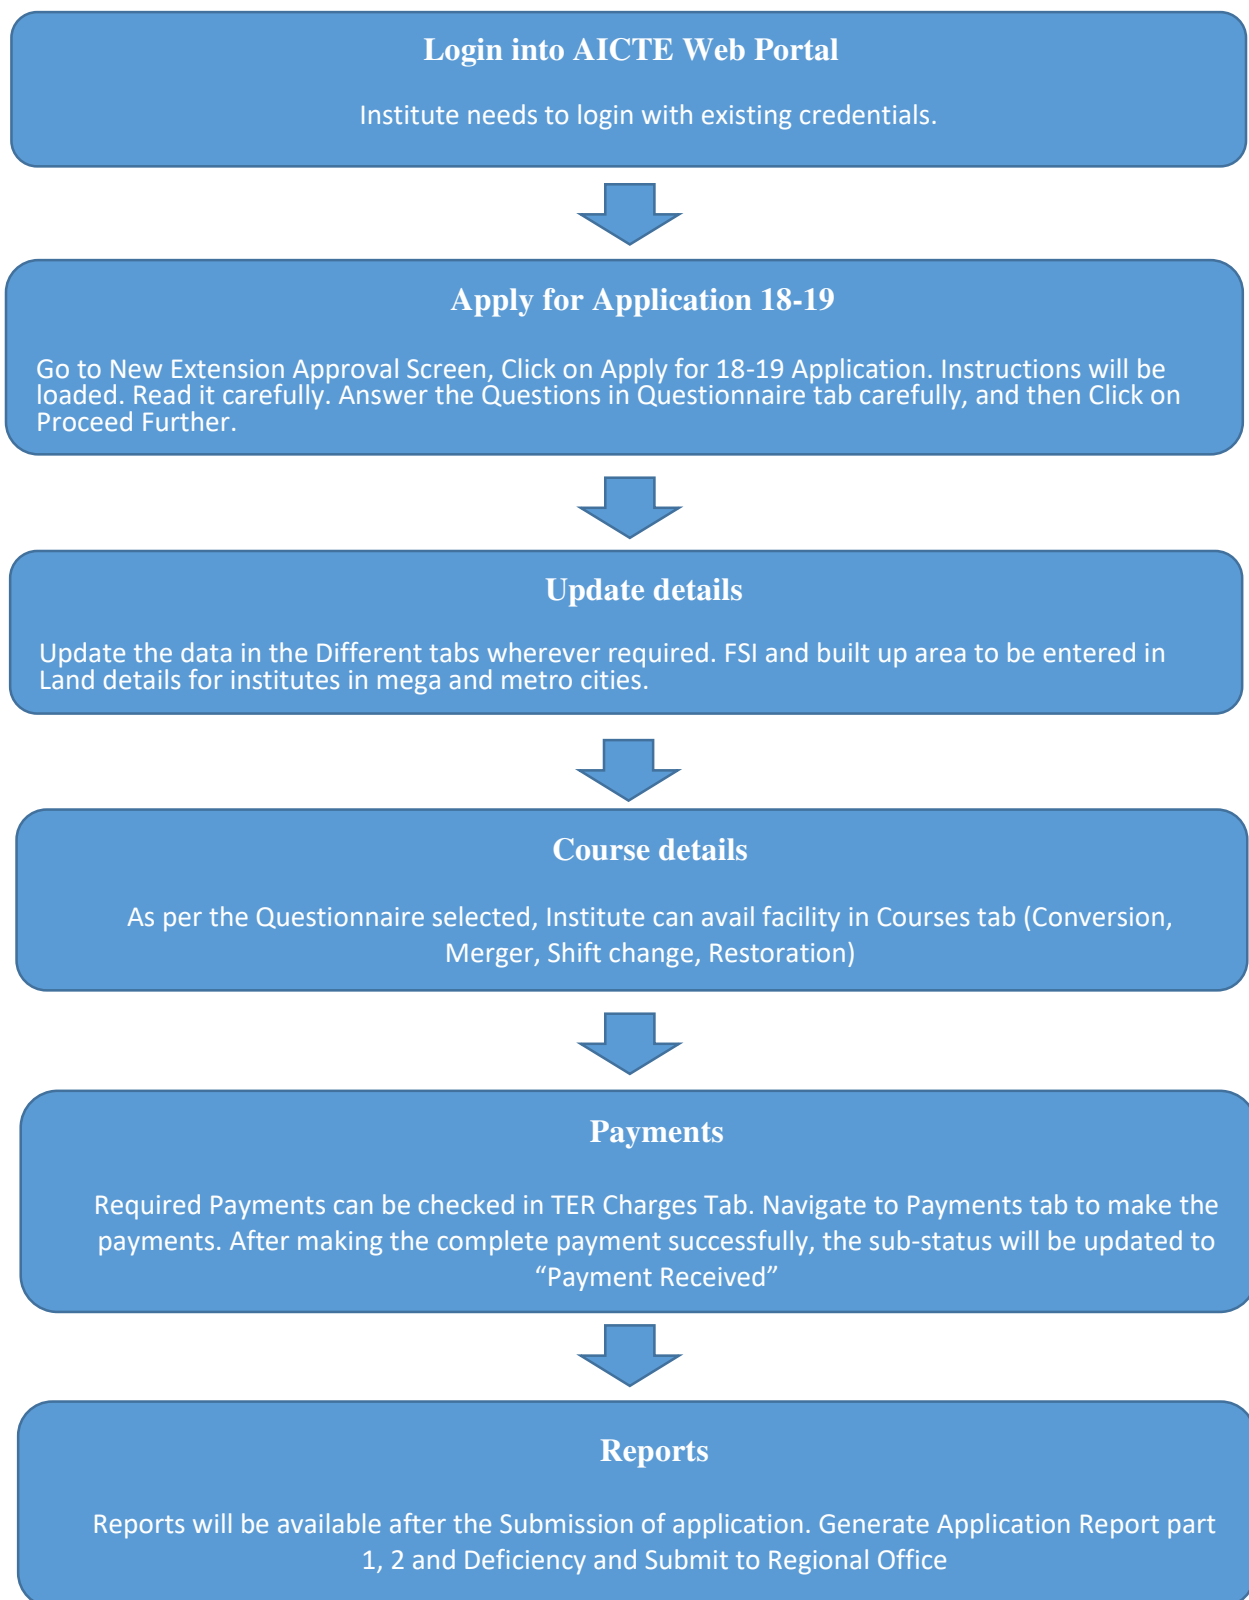 Login into AICTE Web Portal
Institute needs to login with existing credentials.
Apply for Application 18-19
Go to New Extension Approval Screen, Click on Apply for 18-19 Application. Instructions will be
loaded. Read it carefully. Answer the Questions in Questionnaire tab carefully, and then Click on
Proceed Further.
Update details
Update the data in the Different tabs wherever required. FSI and built up area to be entered in
Land details for institutes in mega and metro cities.
Course details
As per the Questionnaire selected, Institute can avail facility in Courses tab (Conversion,
Merger, Shift change, Restoration)
Payments
Required Payments can be checked in TER Charges Tab. Navigate to Payments tab to make the
payments. After making the complete payment successfully, the sub-status will be updated to
“Payment Received”
Reports
Reports will be available after the Submission of application. Generate Application Report part
1, 2 and Deficiency and Submit to Regional Office